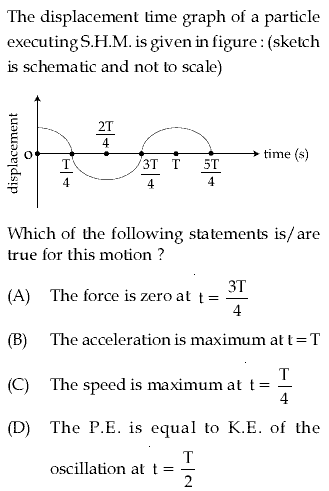 The displacement time graph of a particle
executing S.H.M. is given in figure : (sketch
is schematic and not to scale)
displacement
2T/4
O
T/4
3T/4
T
5T/4
time (s)
Which of the following statements is/are
true for this motion ?
(A) The force is zero at t = 3T/4
(B) The acceleration is maximum at t = T
(C) The speed is maximum at t = T/4
(D) The P.E. is equal to K.E. of the
oscillation at t = T/2